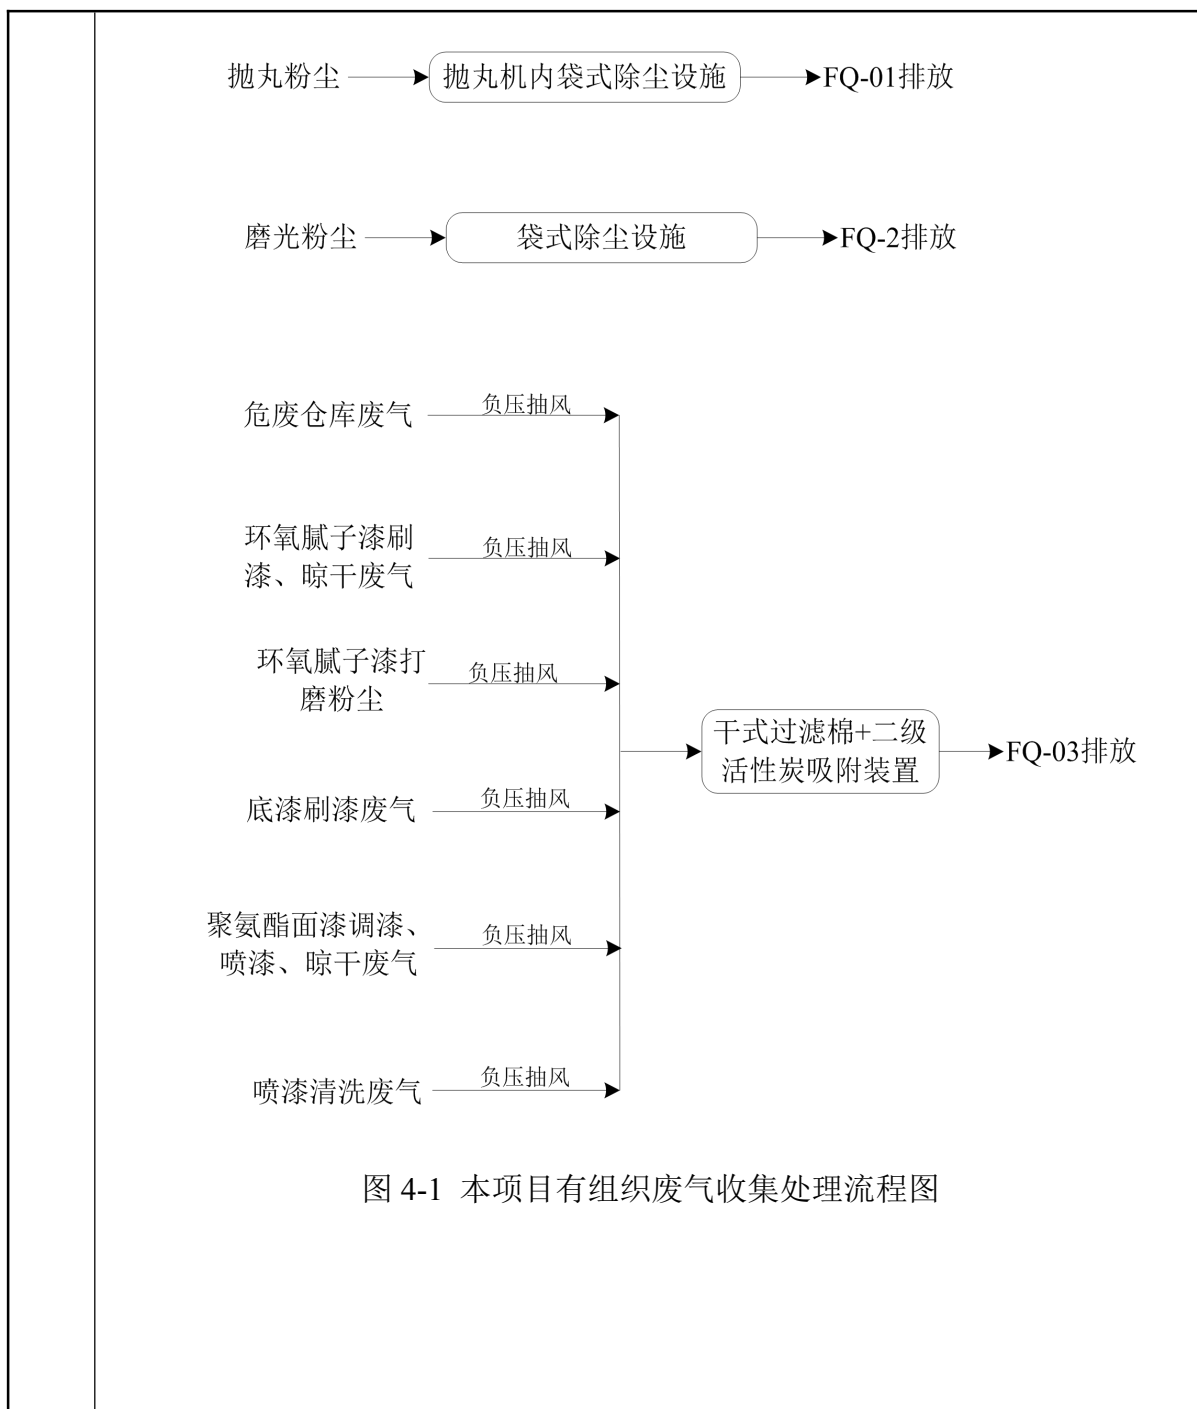 抛丸粉尘 抛丸机内袋式除尘设施 FQ-01排放
磨光粉尘 袋式除尘设施 FQ-2排放
危废仓库废气 负压抽风
环氧腻子漆刷
漆、晾干废气
负压抽风
环氧腻子漆打
磨粉尘
负压抽风
干式过滤棉+二级
活性炭吸附装置
FQ-03排放
底漆刷漆废气 负压抽风
聚氨酯面漆调漆、
喷漆、晾干废气
负压抽风
喷漆清洗废气 负压抽风
图 4-1 本项目有组织废气收集处理流程图